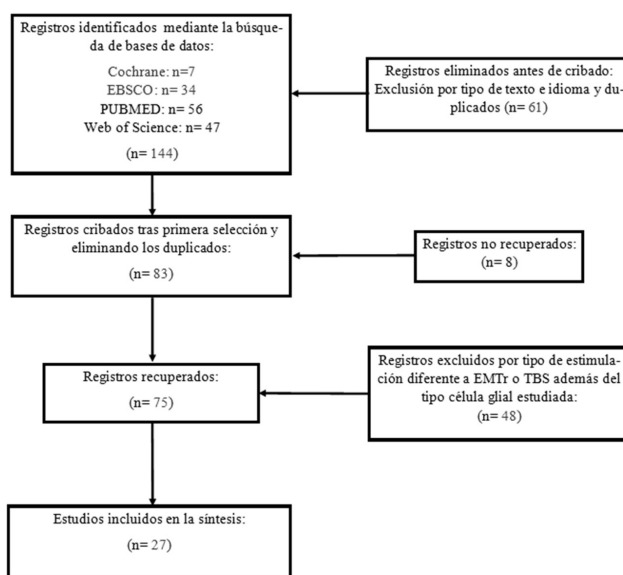 Registros identificados mediante la búsque-
da de bases de datos:
Cochrane: n=7
EBSCO: n= 34
PUBMED: n= 56
Web of Science: n= 47
(n= 144)
Registros eliminados antes de cribado:
Exclusión por tipo de texto e idioma y du-
plicados (n= 61)
Registros cribados tras primera selección y
eliminando los duplicados:
(n= 83)
Registros no recuperados:
(n= 8)
Registros recuperados:
(n= 75)
Registros excluidos por tipo de estimula-
ción diferente a EMTr o TBS además del
tipo célula glial estudiada:
(n= 48)
Estudios incluidos en la síntesis:
(n= 27)